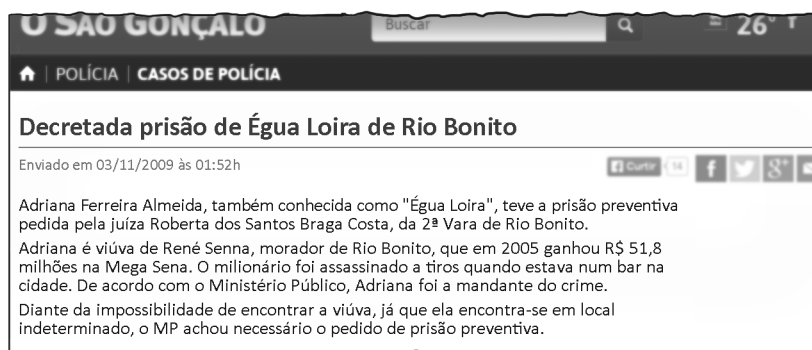 O SÃO GONÇALO
Buscar
26°
POLÍCIA | CASOS DE POLÍCIA
Decretada prisão de Égua Loira de Rio Bonito
Enviado em 03/11/2009 às 01:52h
Curtir 14
Adriana Ferreira Almeida, também conhecida como "Égua Loira", teve a prisão preventiva
pedida pela juíza Roberta dos Santos Braga Costa, da 2ª Vara de Rio Bonito.
Adriana é viúva de René Senna, morador de Rio Bonito, que em 2005 ganhou R$ 51,8
milhões na Mega Sena. O milionário foi assassinado a tiros quando estava num bar na
cidade. De acordo com o Ministério Público, Adriana foi a mandante do crime.
Diante da impossibilidade de encontrar a viúva, já que ela encontra-se em local
indeterminado, o MP achou necessário o pedido de prisão preventiva.